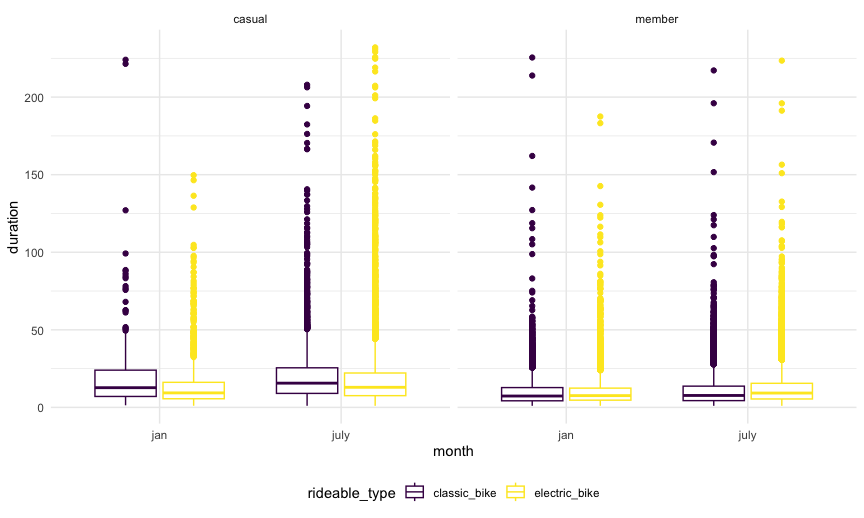 casual
member
duration
200
150
100
50
0
jan
july
jan
july
month
rideable_type
classic_bike
electric_bike